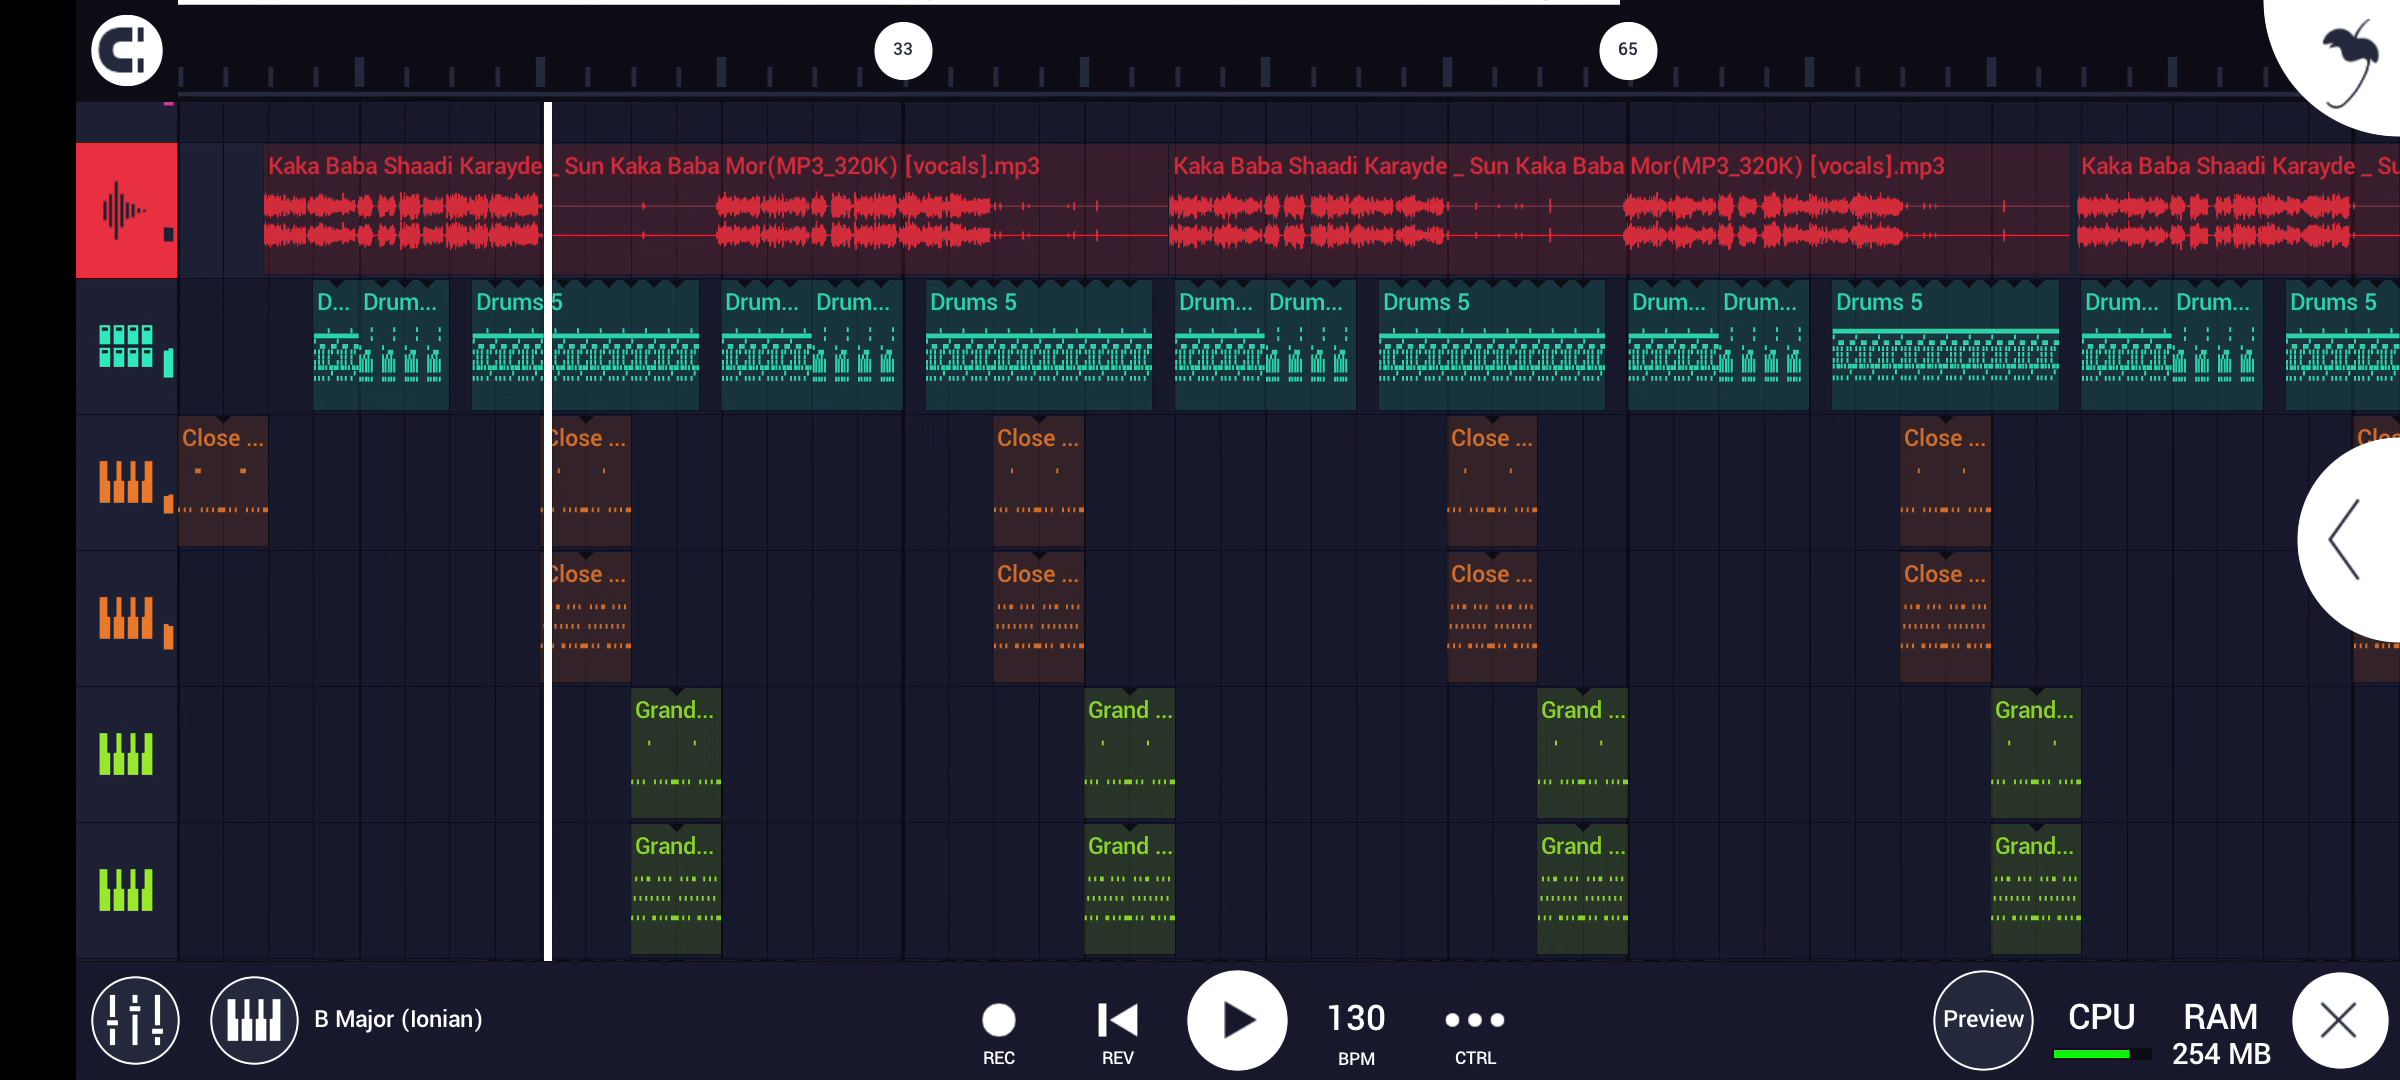 33
65
Kaka Baba Shaadi Karayde _ Sun Kaka Baba Mor(MP3_320K) [vocals].mp3
Kaka Baba Shaadi Karayde _ Sun Kaka Baba Mor(MP3_320K) [vocals].mp3
Kaka Baba Shaadi Karayde _ Su
D... Drum... Drums 5 Drum... Drum... Drums 5 Drum... Drum... Drums 5 Drum... Drum... Drums 5 Drum... Drum... Drums 5
Close ... Close ... Close ... Close ... Close ... Clos
Close ... Close ... Close ... Close ...
Grand... Grand ... Grand ... Grand...
Grand... Grand ... Grand ... Grand...
B Major (Ionian)
REC
REV
130
BPM
CTRL
Preview
CPU
RAM
254 MB